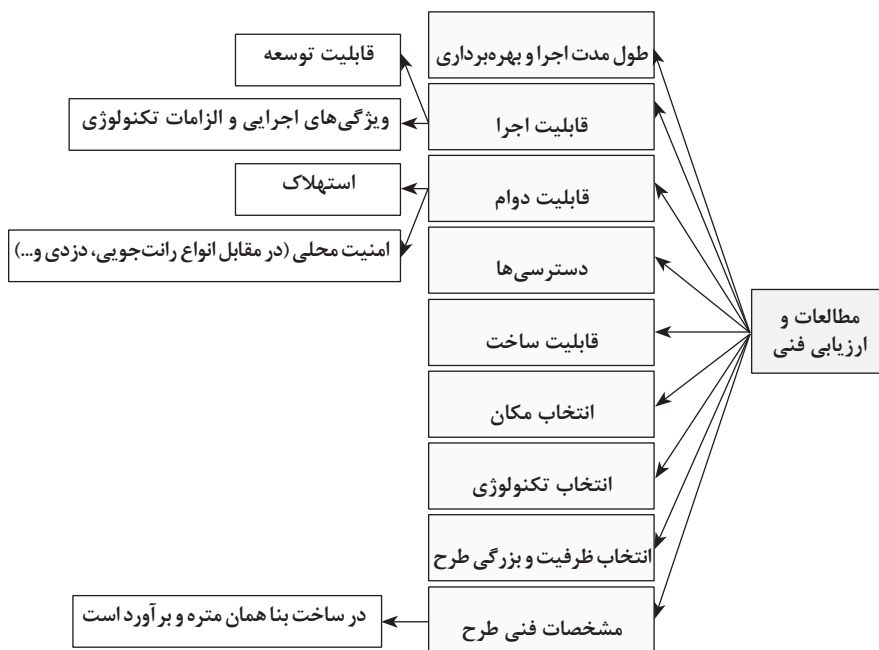 مطالعات و
ارزیابی فنی
طول مدت اجرا و بهره‌برداری
قابلیت اجرا
قابلیت توسعه
ویژگی‌های اجرایی و الزامات تکنولوژی
قابلیت دوام
استهلاک
امنیت محلی (در مقابل انواع رانت‌جویی، دزدی و...)
دسترسی‌ها
قابلیت ساخت
انتخاب مکان
انتخاب تکنولوژی
انتخاب ظرفیت و بزرگی طرح
مشخصات فنی طرح
در ساخت بنا همان متره و برآورد است